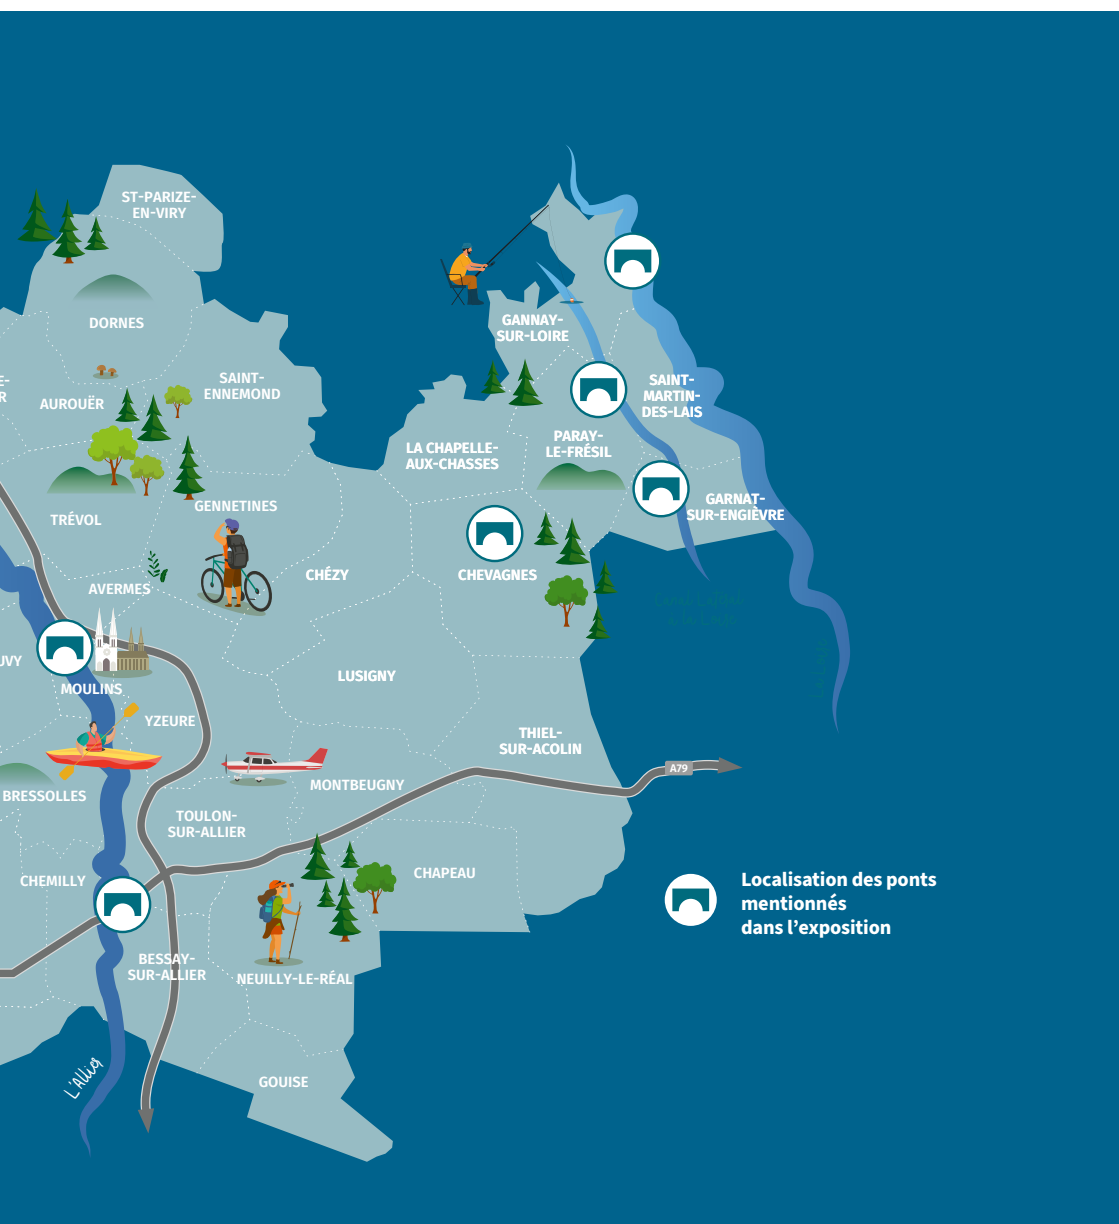 ST-PARIZE-
EN-VIRY
DORNES
E-
R
AUROUËR
SAINT-
ENNEMOND
GANNAY-
SUR-LOIRE
SAINT-
MARTIN-
DES-LAIS
LA CHAPELLE-
AUX-CHASSES
PARAY-
LE-FRÉSIL
GARNAT-
SUR-ENGIÈVRE
TRÉVOL
GENNETINES
CHÉZY
CHEVAGNES
AVERMES
UVY
MOULINS
LUSIGNY
YZEURE
THIEL-
SUR-ACOLIN
A79
BRESSOLLES
MONTBEUGNY
TOULON-
SUR-ALLIER
CHEMILLY
CHAPEAU
Localisation des ponts
mentionnés
dans l'exposition
BESSAY-
SUR-ALLIER
NEUILLY-LE-RÉAL
L'Allier
GOUISE